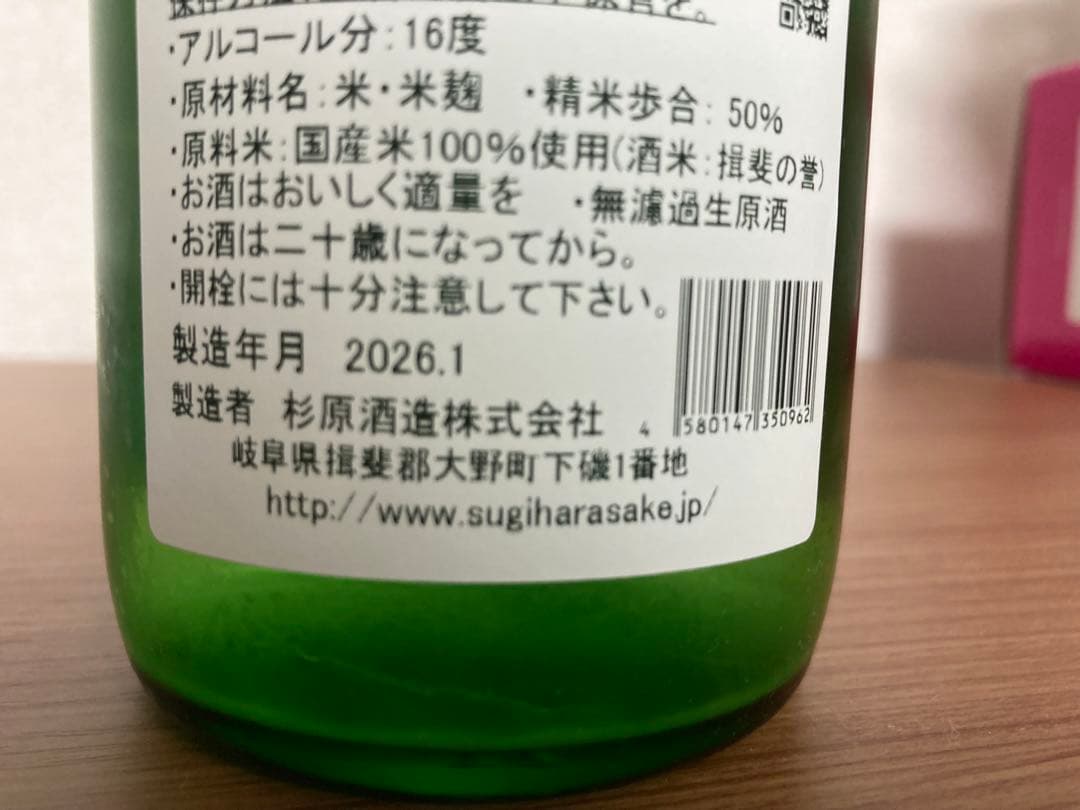 ・アルコール分：16度
・原材料名：米・米麹　・精米歩合：50%
・原料米：国産米100%使用(酒米：揖斐の誉)
・お酒はおいしく適量を　・無濾過生原酒
・お酒は二十歳になってから。
・開栓には十分注意して下さい。
製造年月　2026.1
製造者　杉原酒造株式会社
4 580147 350962
岐阜県揖斐郡大野町下磯1番地
http://www.sugiharasake.jp/